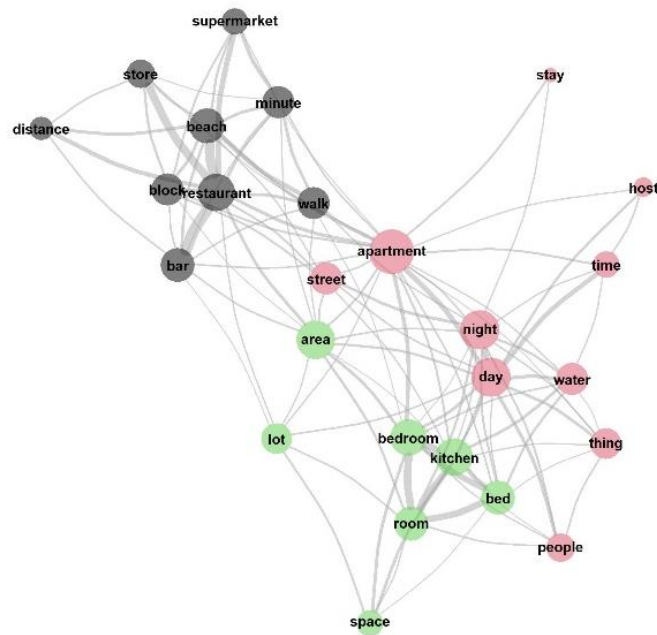 supermarket
store
stay
minute
beach
distance
host
block
restaurant
walk
apartment
bar
time
street
night
area
day
water
lot
bedroom
thing
kitchen
bed
room
people
space